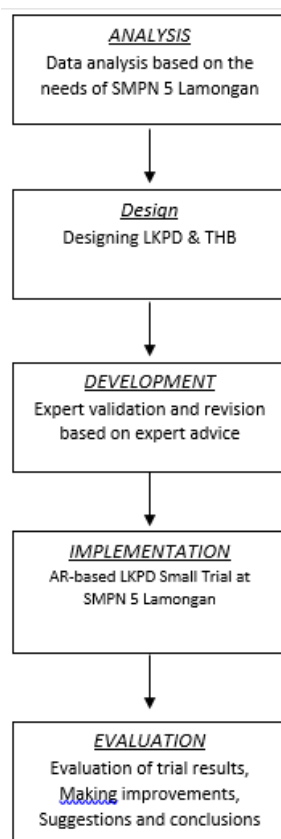 ANALYSIS
Data analysis based on the
needs of SMPN 5 Lamongan
Design
Designing LKPD & THB
DEVELOPMENT
Expert validation and revision
based on expert advice
IMPLEMENTATION
AR-based LKPD Small Trial at
SMPN 5 Lamongan
EVALUATION
Evaluation of trial results,
Making improvements,
Suggestions and conclusions